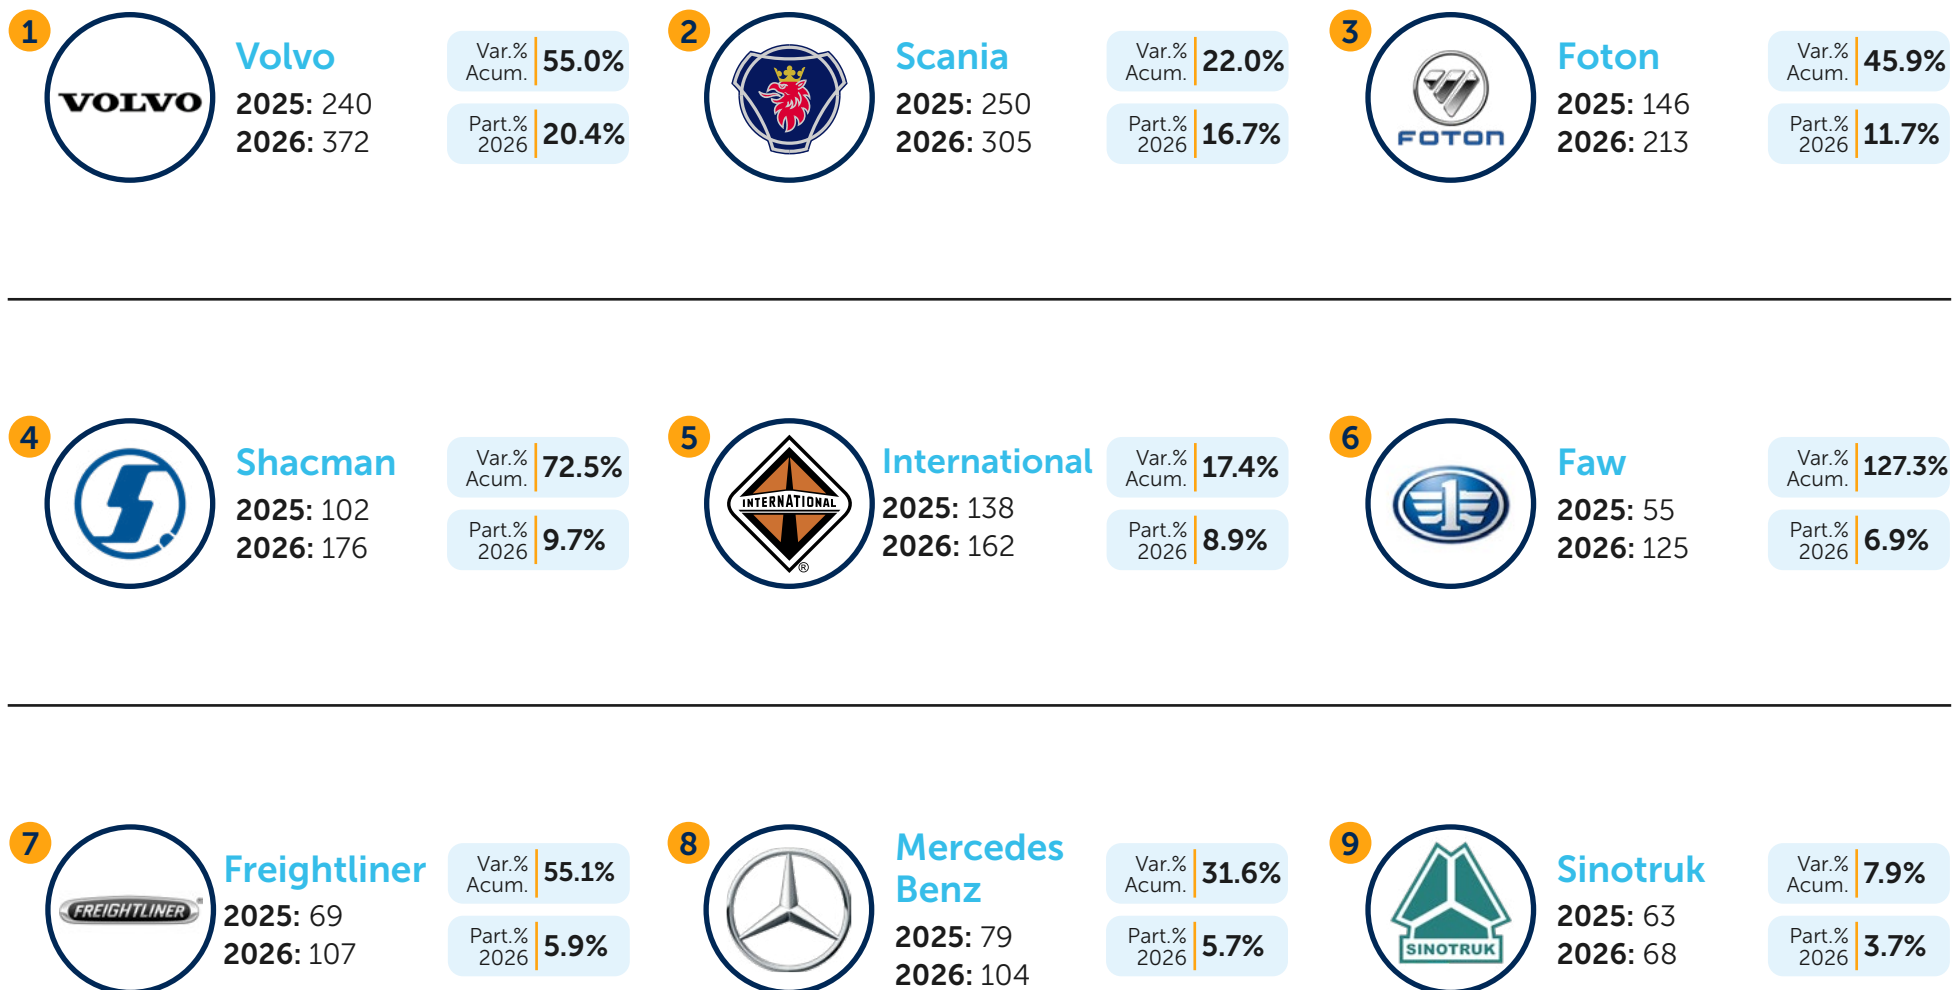 1
VOLVO
Volvo
2025: 240
2026: 372
Var.%
Acum.
55.0%
Part.%
2026
20.4%
2
Scania
2025: 250
2026: 305
Var.%
Acum.
22.0%
Part.%
2026
16.7%
3
FOTON
Foton
2025: 146
2026: 213
Var.%
Acum.
45.9%
Part.%
2026
11.7%
4
Shacman
2025: 102
2026: 176
Var.%
Acum.
72.5%
Part.%
2026
9.7%
5
INTERNATIONAL
®
International
2025: 138
2026: 162
Var.%
Acum.
17.4%
Part.%
2026
8.9%
6
1
Faw
2025: 55
2026: 125
Var.%
Acum.
127.3%
Part.%
2026
6.9%
7
FREIGHTLINER
Freightliner
2025: 69
2026: 107
Var.%
Acum.
55.1%
Part.%
2026
5.9%
8
Mercedes
Benz
2025: 79
2026: 104
Var.%
Acum.
31.6%
Part.%
2026
5.7%
9
SINOTRUK
Sinotruk
2025: 63
2026: 68
Var.%
Acum.
7.9%
Part.%
2026
3.7%